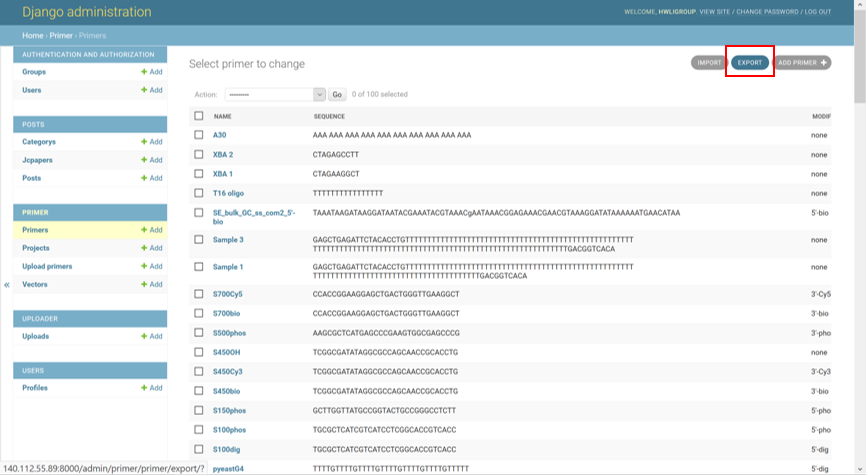 Django administration
WELCOME, HWLIGROUP. VIEW SITE / CHANGE PASSWORD / LOG OUT
Home › Primer › Primers
AUTHENTICATION AND AUTHORIZATION
Groups + Add
Users + Add
POSTS
Categorys + Add
Jcpapers + Add
Posts + Add
PRIMER
Primers + Add
Projects + Add
Upload primers + Add
Vectors + Add
UPLOADER
Uploads + Add
USERS
Profiles + Add
«
Select primer to change
IMPORT EXPORT ADD PRIMER +
Action: --------- Go 0 of 100 selected
NAME SEQUENCE MODIF
A30 AAA AAA AAA AAA AAA AAA AAA AAA AAA AAA none
XBA 2 CTAGAGCCTT none
XBA 1 CTAGAAGGCT none
T16 oligo TTTTTTTTTTTTTTTT none
SE_bulk_GC_ss_com2_5'- TAAATAAGATAAGGATAATACGAAATACGTAAACgAATAAACGGAGAAACGAACGTAAAGGATATAAAAAATGAACATAA 5'-bio
bio
Sample 3 none
Sample 1 none
S700Cy5 CCACCGGAAGGAGCTGACTGGGTTGAAGGCT 3'-Cy5
S700bio CCACCGGAAGGAGCTGACTGGGTTGAAGGCT 3'-bio
S500phos AAGCGCTCATGAGCCCGAAGTGGCGAGCCCG 3'-pho
S450OH TCGGCGATATAGGCGCCAGCAACCGCACCTG none
S450Cy3 TCGGCGATATAGGCGCCAGCAACCGCACCTG 3'-Cy3
S450bio TCGGCGATATAGGCGCCAGCAACCGCACCTG 3'-bio
S150phos GCTTGGTTATGCCGGTACTGCCGGGCCTCTT 5'-pho
S100phos TGCGCTCATCGTCATCCTCGGCACCGTCACC 5'-pho
S100dig TGCGCTCATCGTCATCCTCGGCACCGTCACC 5'-dig
pyeastG4 TTTTGTTTTGTTTTGTTTTGTTTTGTTTTGTTTTT 5'-dig
140.112.55.89:8000/admin/primer/primer/export/?